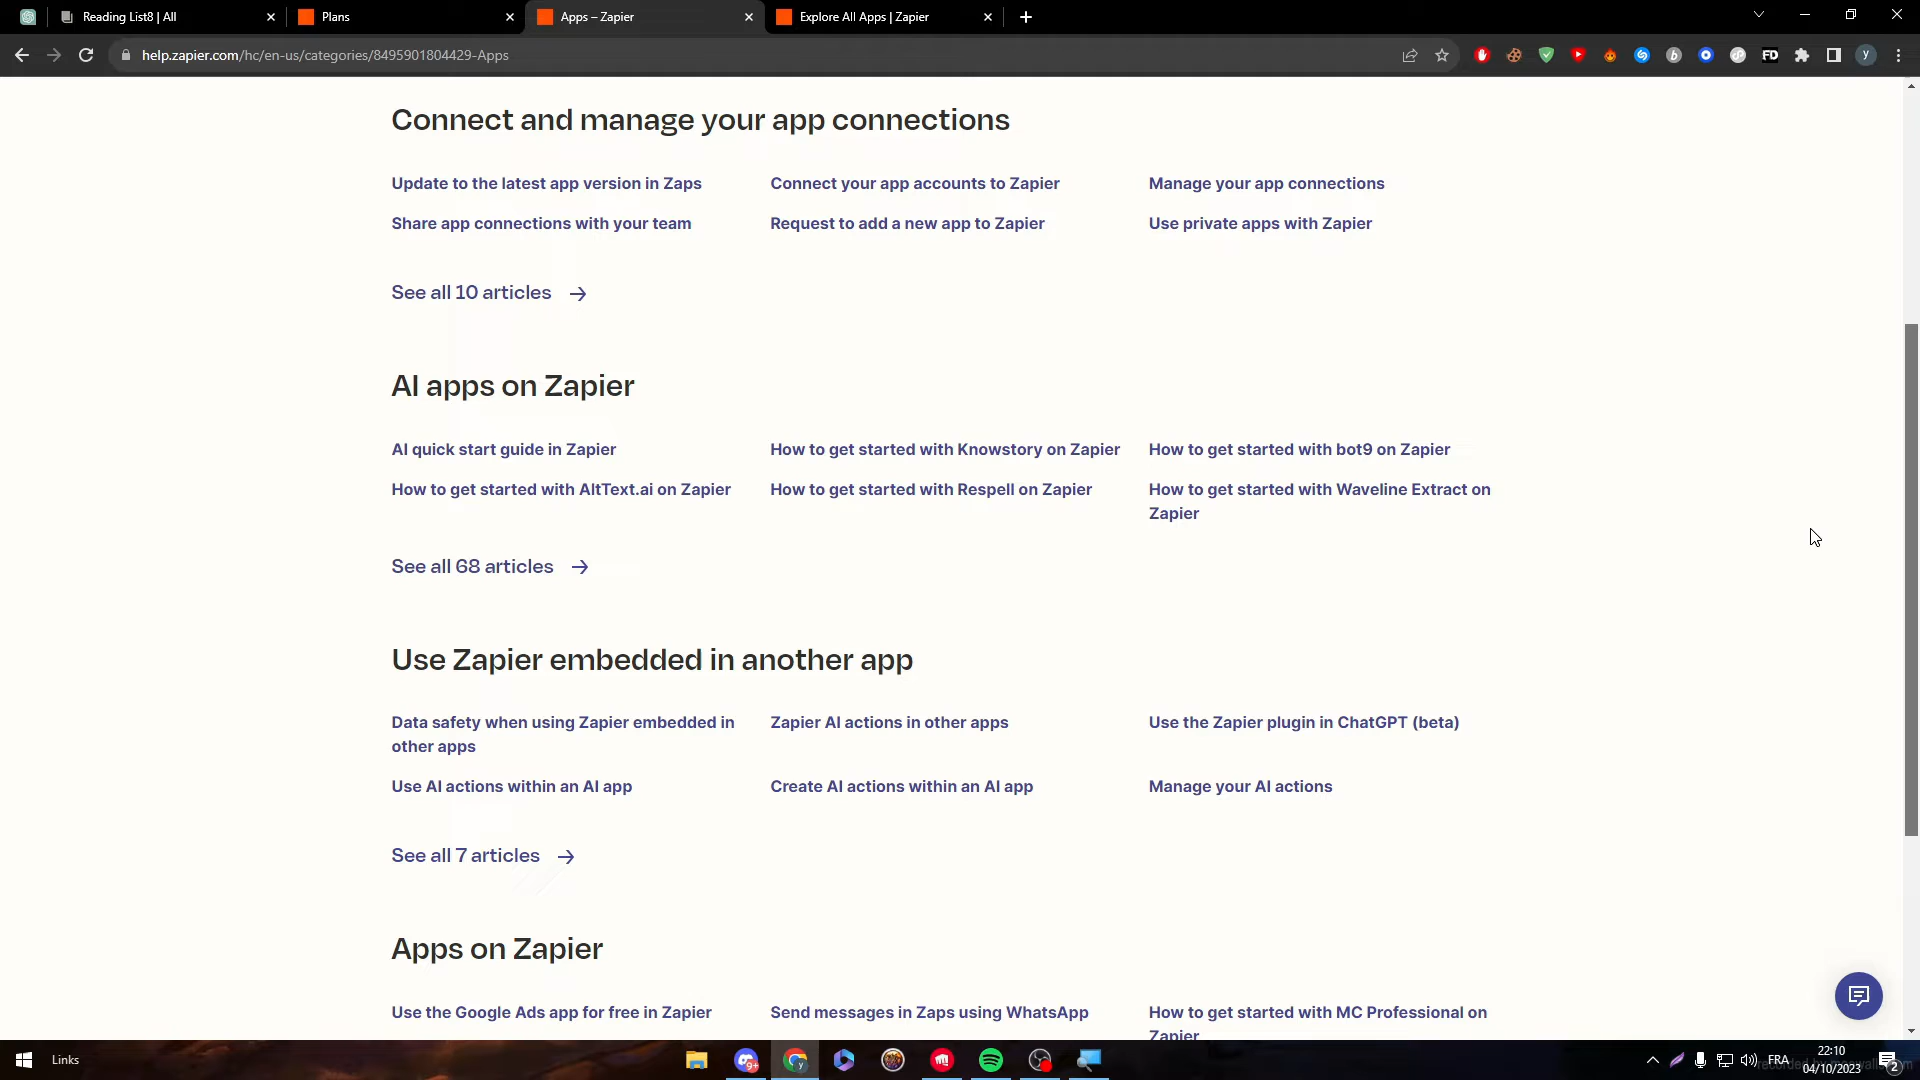 Reading List8 | All
Plans
Apps – Zapier
Explore All Apps | Zapier
help.zapier.com/hc/en-us/categories/8495901804429-Apps
FD
y
Connect and manage your app connections
Update to the latest app version in Zaps
Connect your app accounts to Zapier
Manage your app connections
Share app connections with your team
Request to add a new app to Zapier
Use private apps with Zapier
See all 10 articles →
AI apps on Zapier
AI quick start guide in Zapier
How to get started with Knowstory on Zapier
How to get started with bot9 on Zapier
How to get started with AltText.ai on Zapier
How to get started with Respell on Zapier
How to get started with Waveline Extract on
Zapier
See all 68 articles →
Use Zapier embedded in another app
Data safety when using Zapier embedded in
other apps
Zapier AI actions in other apps
Use the Zapier plugin in ChatGPT (beta)
Use AI actions within an AI app
Create AI actions within an AI app
Manage your AI actions
See all 7 articles →
Apps on Zapier
Use the Google Ads app for free in Zapier
Send messages in Zaps using WhatsApp
How to get started with MC Professional on
Zapier
Links
9+
FRA
22:10
04/10/2023
2